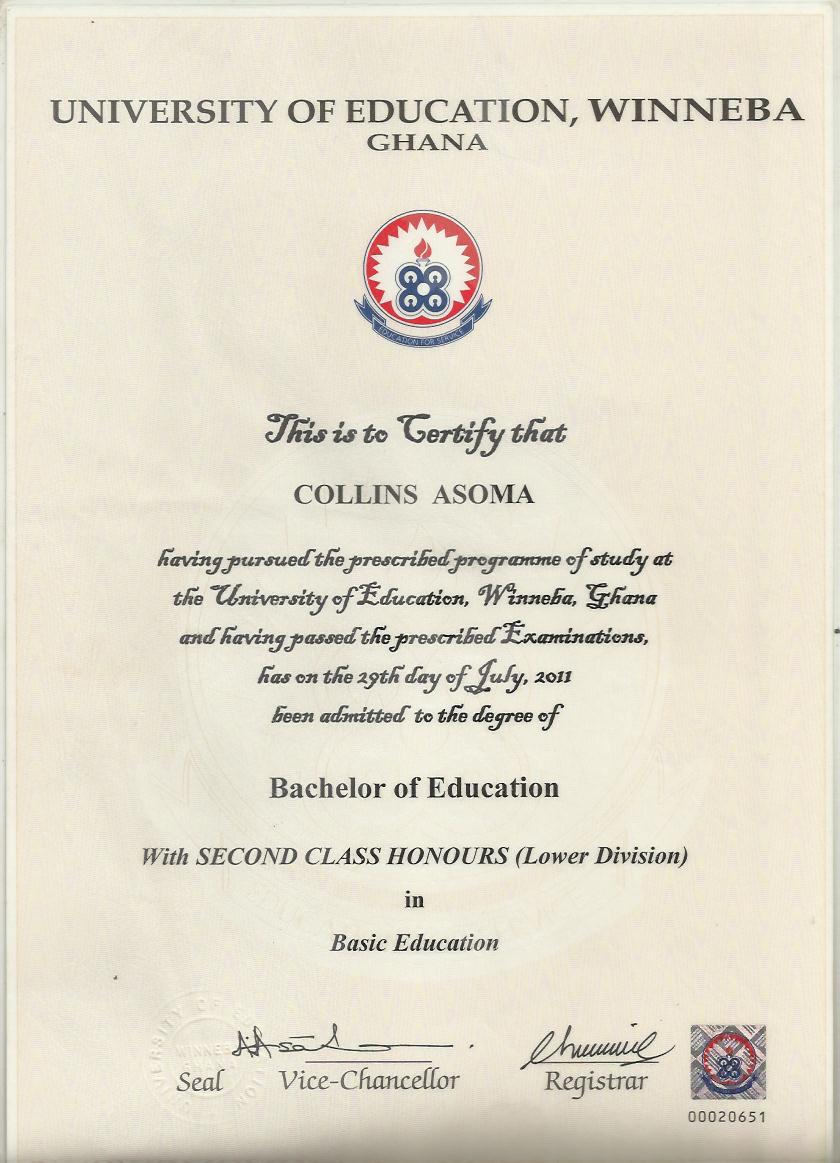 UNIVERSITY OF EDUCATION, WINNEBA
GHANA
EDUCATION FOR SERVICE
This is to Certify that
COLLINS ASOMA
having pursued the prescribed programme of study at
the University of Education, Winneba, Ghana
and having passed the prescribed Examinations,
has on the 29th day of July, 2011
been admitted to the degree of
Bachelor of Education
With SECOND CLASS HONOURS (Lower Division)
in
Basic Education
Seal Vice-Chancellor Registrar
00020651